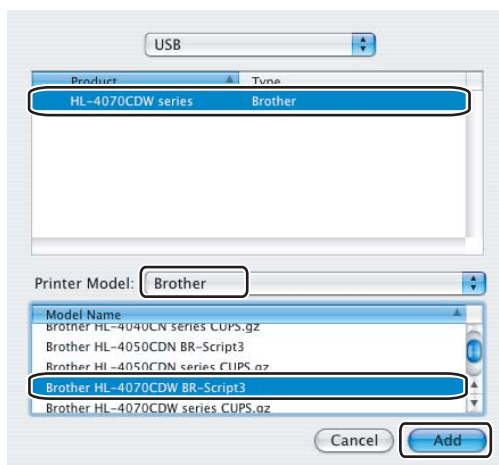 USB
Product Type
HL-4070CDW series Brother
Printer Model: Brother
Model Name
Brother HL-4040CN series CUPS.gz
Brother HL-4050CDN BR-Script3
Brother HL-4050CDN series CUPS.gz
Brother HL-4070CDW BR-Script3
Brother HL-4070CDW series CUPS.gz
Cancel Add